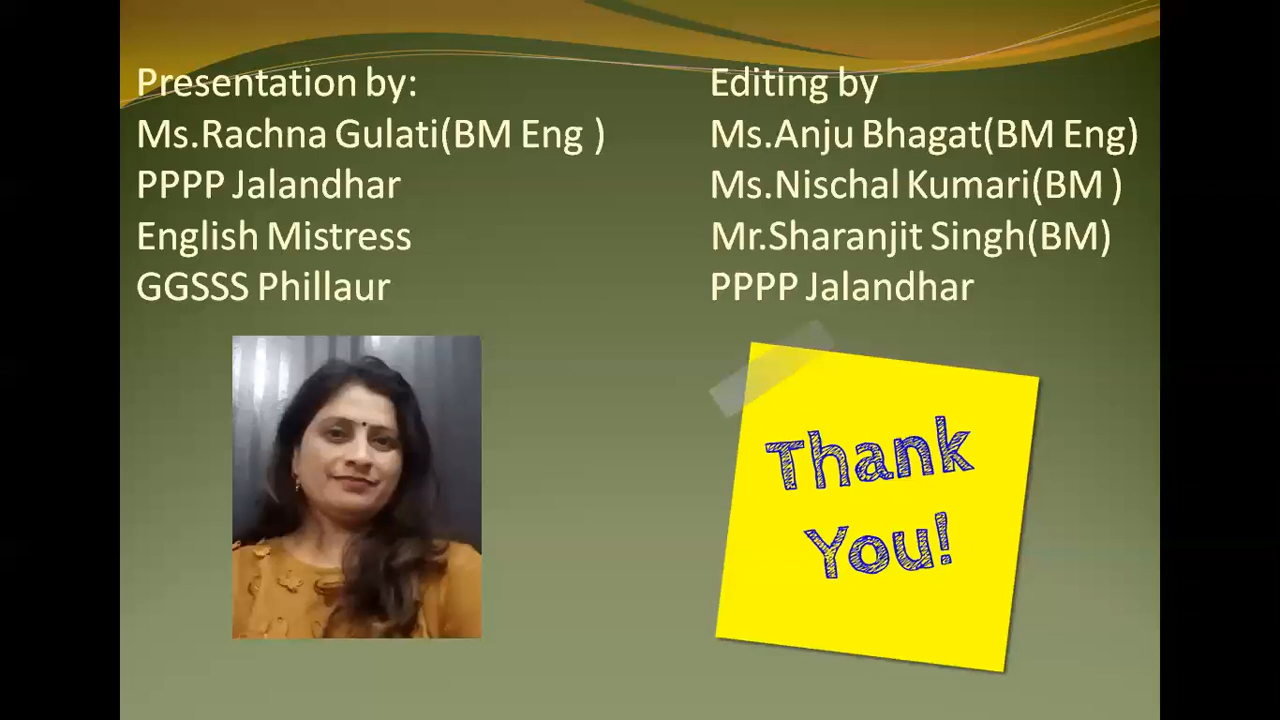 Presentation by:
Ms.Rachna Gulati(BM Eng )
PPPP Jalandhar
English Mistress
GGSSS Phillaur
Editing by
Ms.Anju Bhagat(BM Eng)
Ms.Nischal Kumari(BM )
Mr.Sharanjit Singh(BM)
PPPP Jalandhar
Thank
You!